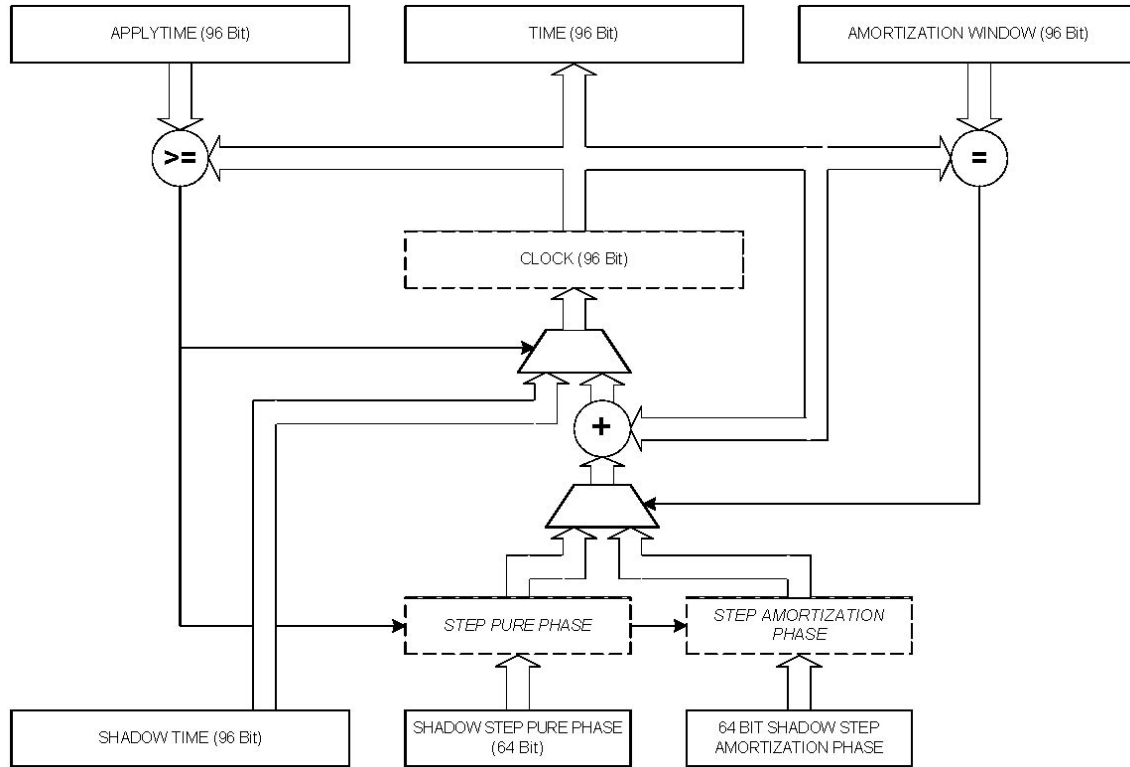 APPLYTIME (96 Bit)
TIME (96 Bit)
AMORTIZATION WINDOW (96 Bit)
>=
=
CLOCK (96 Bit)
+
STEP PURE PHASE
STEP AMORTIZATION
PHASE
SHADOW TIME (96 Bit)
SHADOW STEP PURE PHASE
(64 Bit)
64 BIT SHADOW STEP
AMORTIZATION PHASE